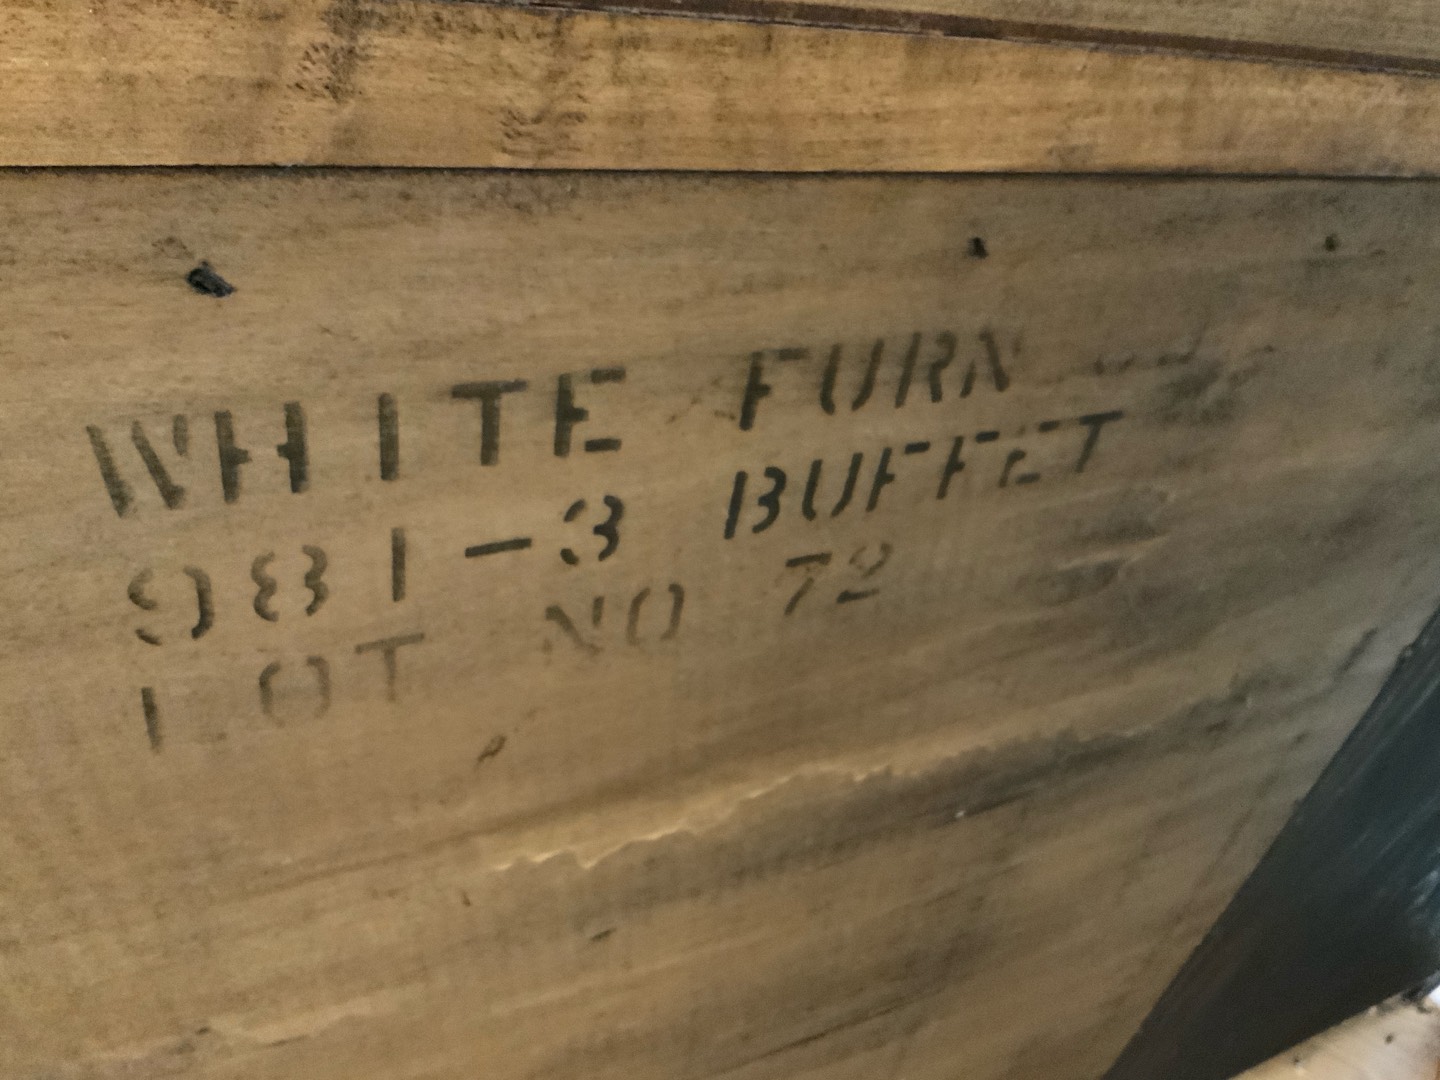 WHITE FURN
981-3 BUFFET
LOT NO 72